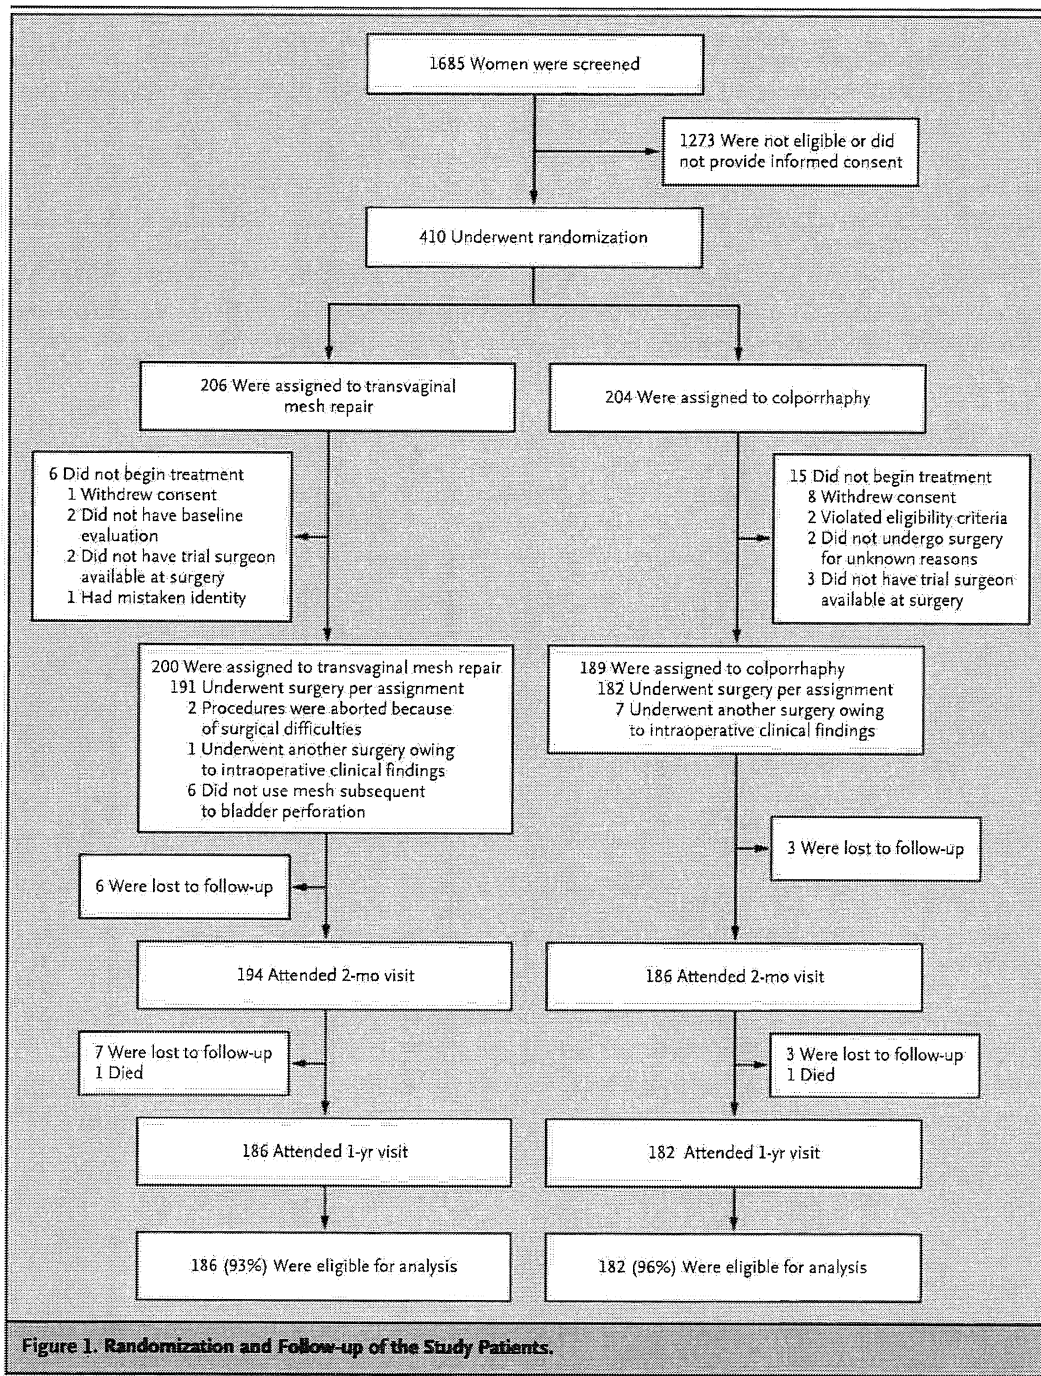 1685 Women were screened
1273 Were not eligible or did
not provide informed consent
410 Underwent randomization
206 Were assigned to transvaginal
mesh repair
204 Were assigned to colporrhaphy
6 Did not begin treatment
1 Withdrew consent
2 Did not have baseline
evaluation
2 Did not have trial surgeon
available at surgery
1 Had mistaken identity
15 Did not begin treatment
8 Withdrew consent
2 Violated eligibility criteria
2 Did not undergo surgery
for unknown reasons
3 Did not have trial surgeon
available at surgery
200 Were assigned to transvaginal mesh repair
191 Underwent surgery per assignment
2 Procedures were aborted because
of surgical difficulties
1 Underwent another surgery owing
to intraoperative clinical findings
6 Did not use mesh subsequent
to bladder perforation
189 Were assigned to colporrhaphy
182 Underwent surgery per assignment
7 Underwent another surgery owing
to intraoperative clinical findings
6 Were lost to follow-up
3 Were lost to follow-up
194 Attended 2-mo visit
186 Attended 2-mo visit
7 Were lost to follow-up
1 Died
3 Were lost to follow-up
1 Died
186 Attended 1-yr visit
182 Attended 1-yr visit
186 (93%) Were eligible for analysis
182 (96%) Were eligible for analysis
Figure 1. Randomization and Follow-up of the Study Patients.